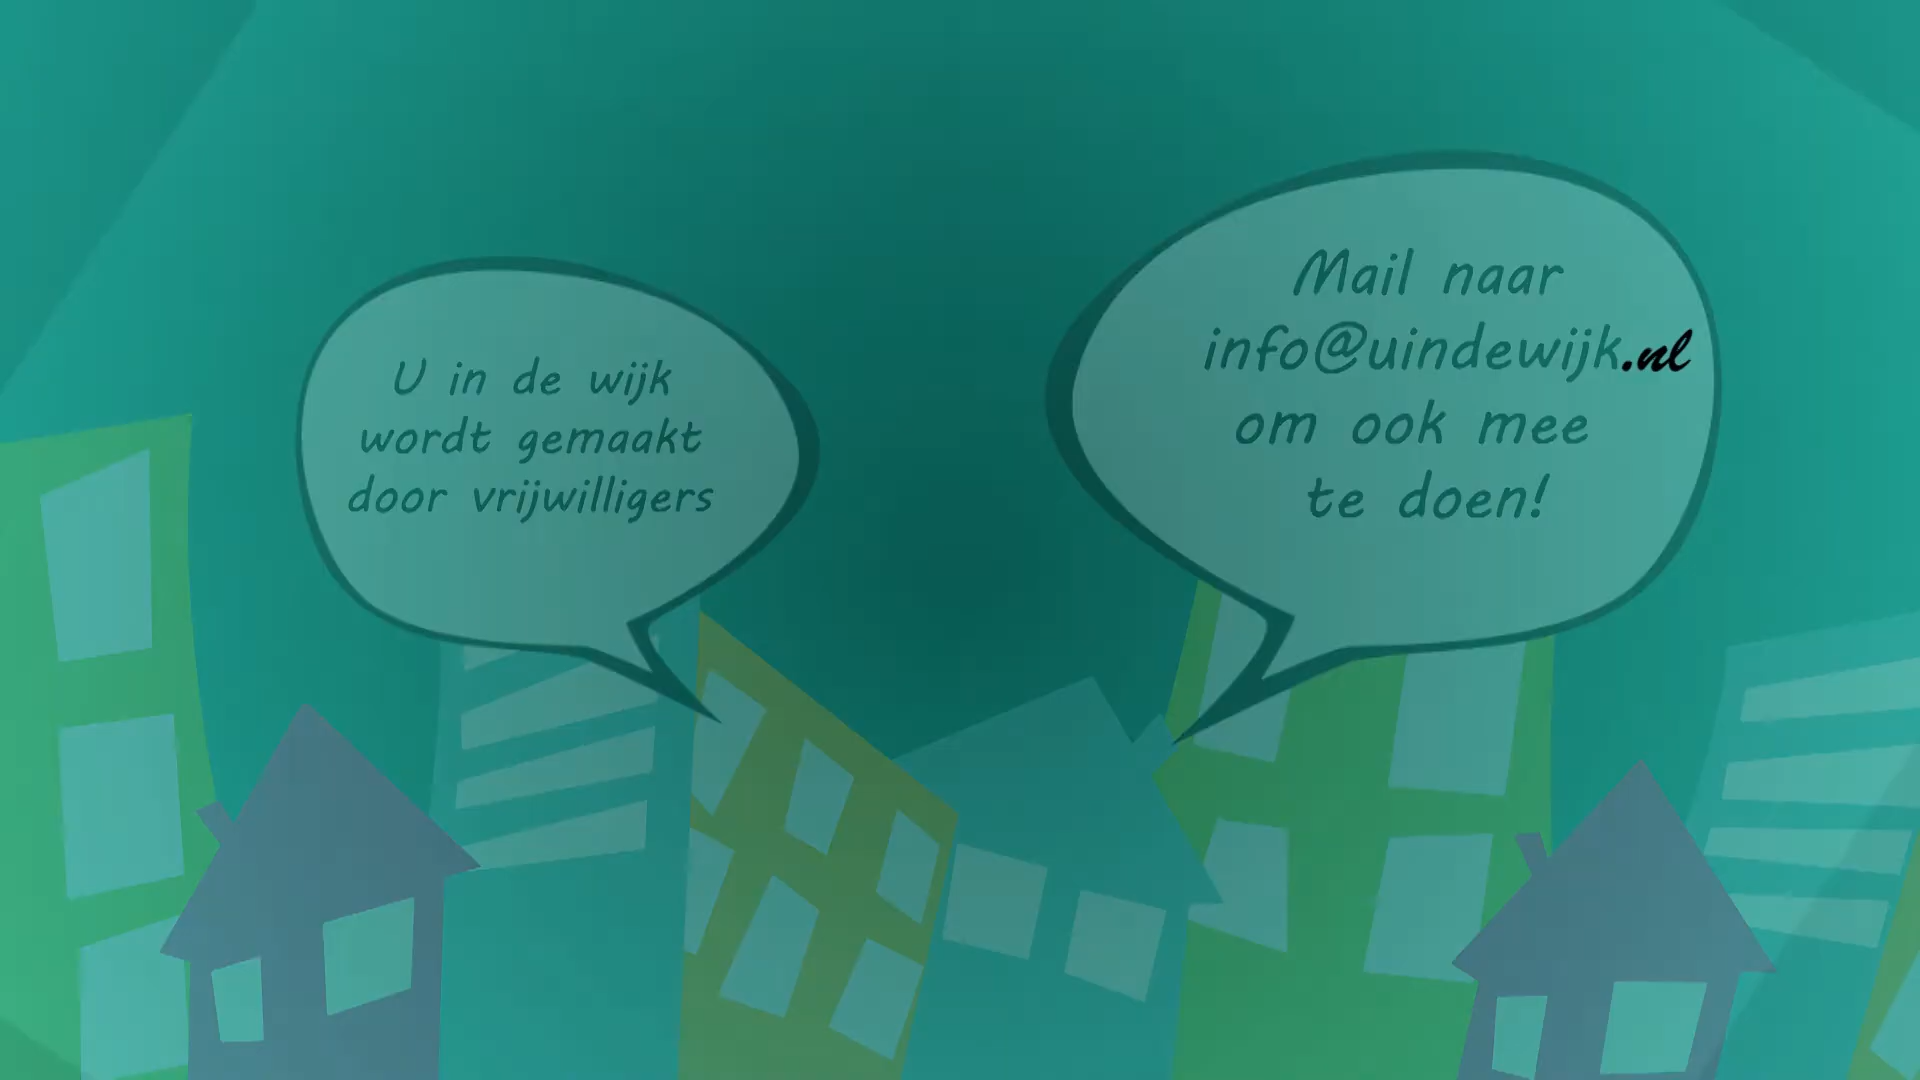 U in de wijk
wordt gemaakt
door vrijwilligers
Mail naar
info@uindewijk.nl
om ook mee
te doen!